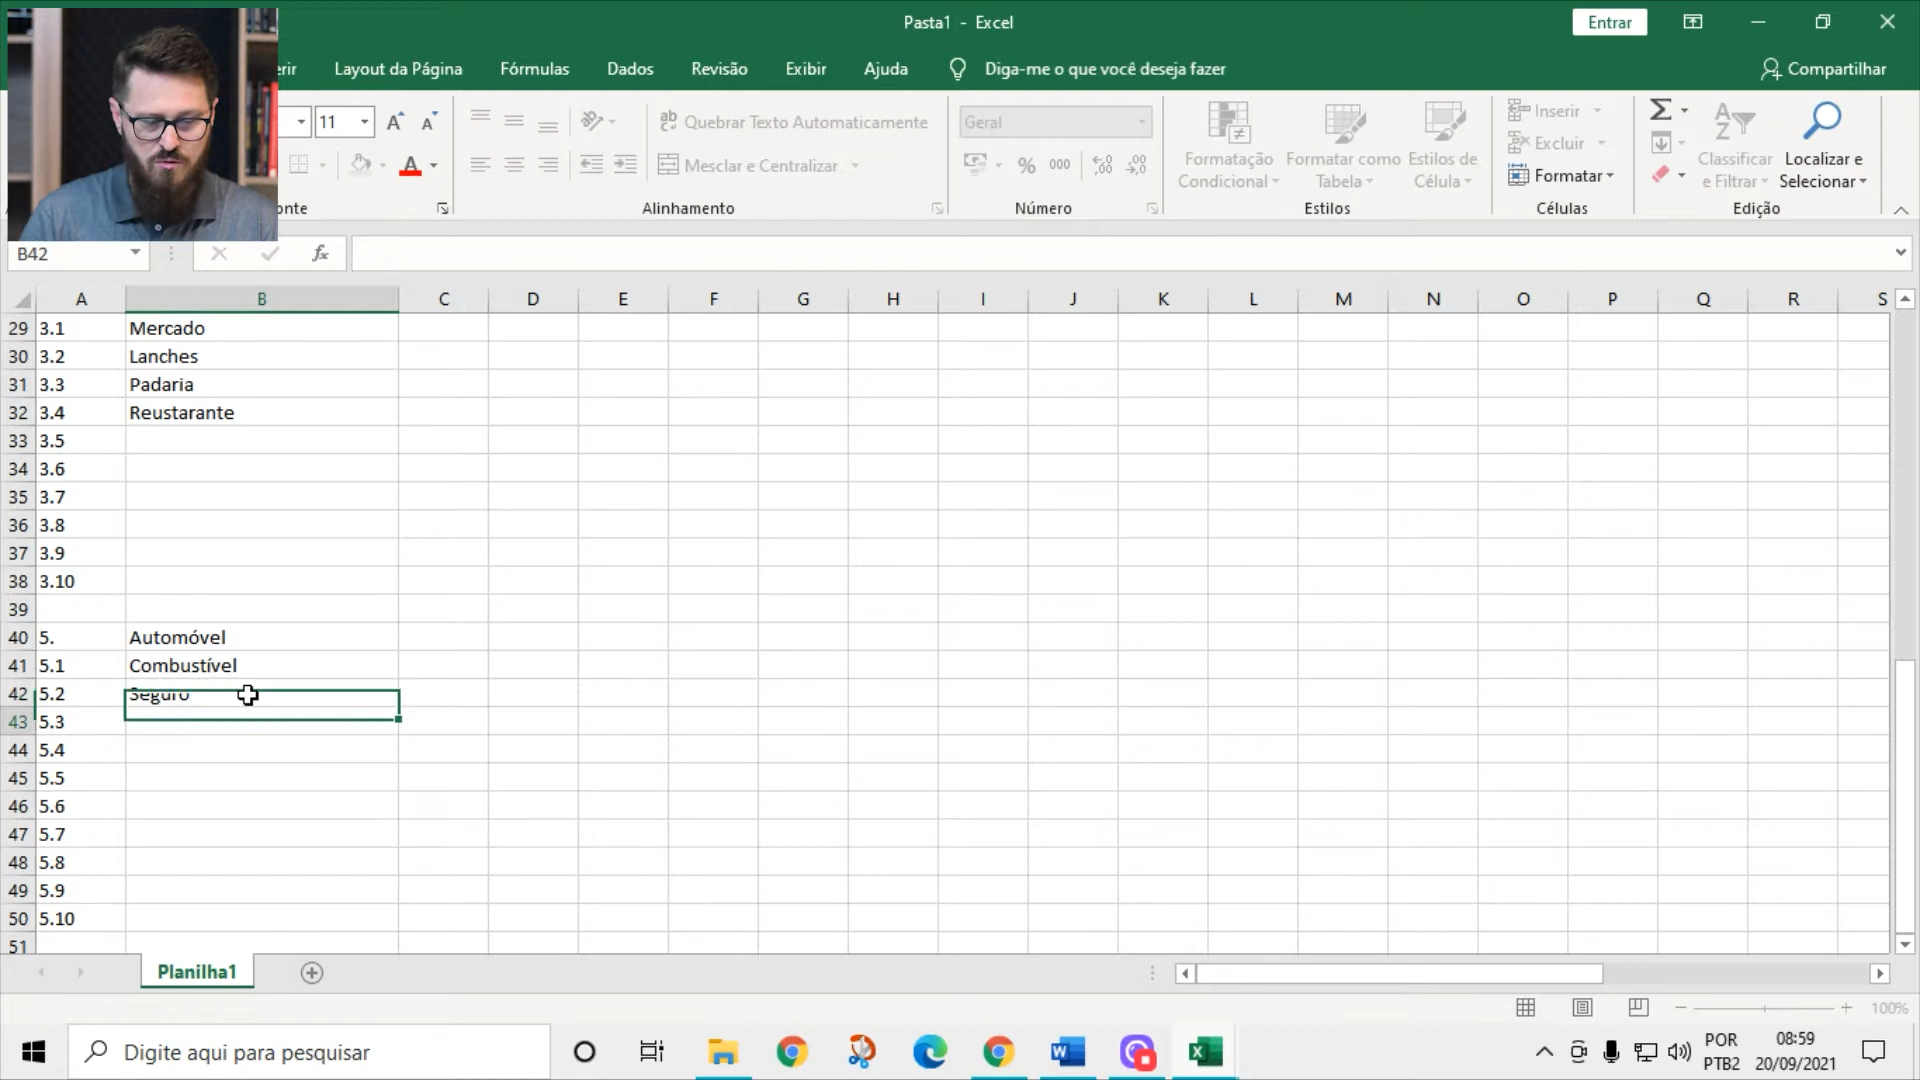 Pasta1 - Excel
Entrar
erir
Layout da Página
Fórmulas
Dados
Revisão
Exibir
Ajuda
Diga-me o que você deseja fazer
Compartilhar
11
A
A
A
ab
Quebrar Texto Automaticamente
Mesclar e Centralizar
Geral
%
000
Formatação
Condicional
Formatar como
Tabela
Estilos de
Célula
Inserir
Excluir
Formatar
Σ
Classificar
e Filtrar
Localizar e
Selecionar
onte
Alinhamento
Número
Estilos
Células
Edição
B42
fx
A B C D E F G H I J K L M N O P Q R S
29 3.1 Mercado
30 3.2 Lanches
31 3.3 Padaria
32 3.4 Reustarante
33 3.5
34 3.6
35 3.7
36 3.8
37 3.9
38 3.10
39
40 5. Automóvel
41 5.1 Combustível
42 5.2 Seguro
43 5.3
44 5.4
45 5.5
46 5.6
47 5.7
48 5.8
49 5.9
50 5.10
51
Planilha1
100%
Digite aqui para pesquisar
POR
PTB2
08:59
20/09/2021